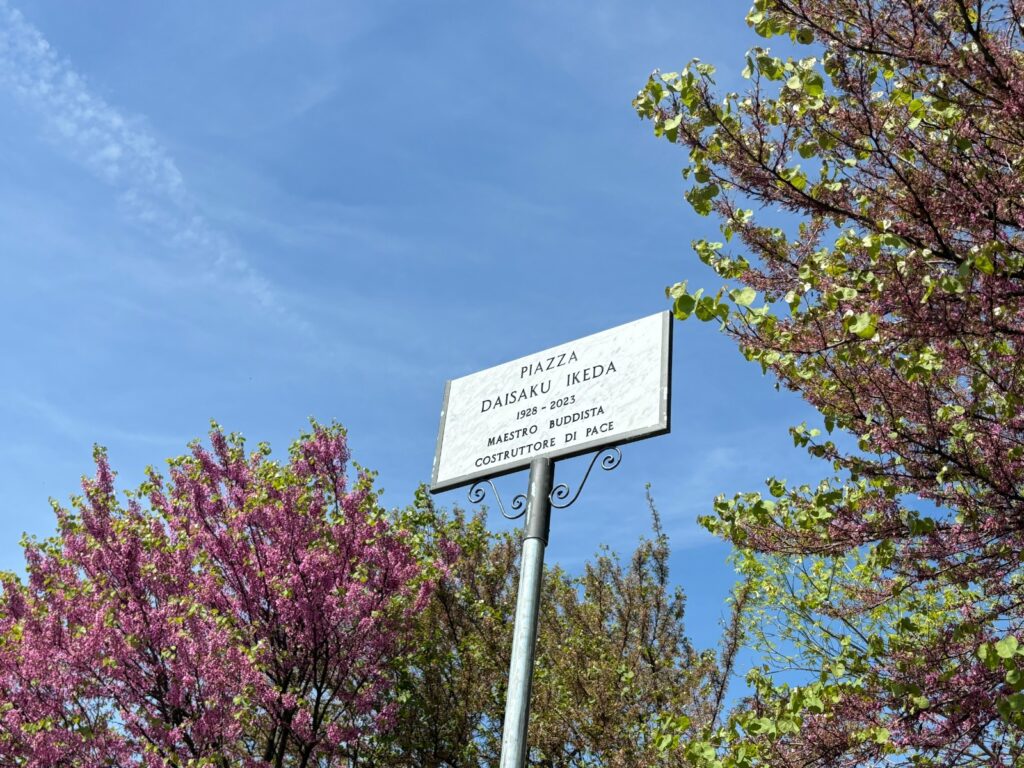 PIAZZA
DAISAKU IKEDA
1928 - 2023
MAESTRO BUDDISTA
COSTRUTTORE DI PACE